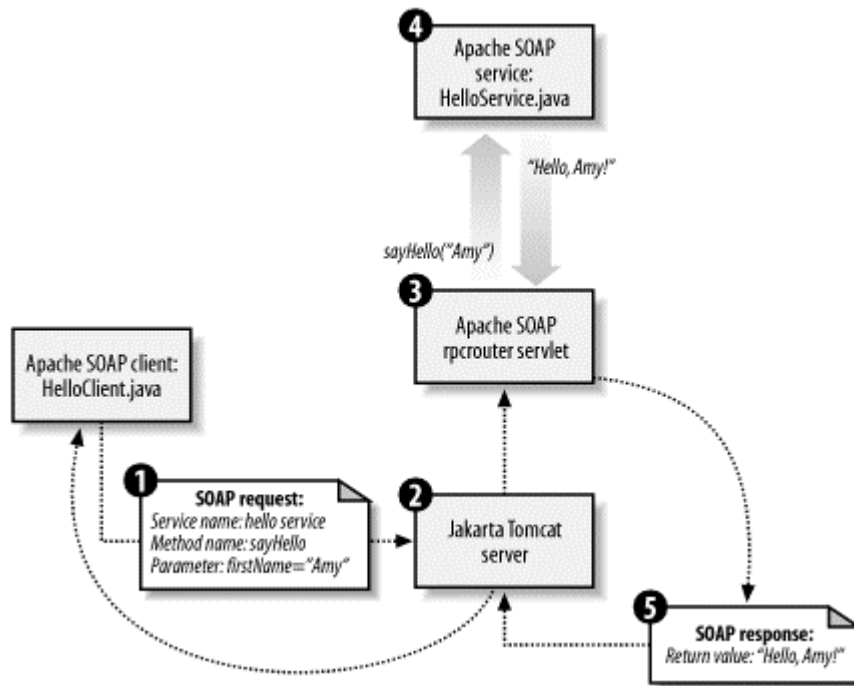 4
Apache SOAP
service:
HelloService.java
"Hello, Amy!"
sayHello("Amy")
3
Apache SOAP
rpcrouter servlet
Apache SOAP client:
HelloClient.java
1
SOAP request:
Service name: hello service
Method name: sayHello
Parameter: firstName="Amy"
2
Jakarta Tomcat
server
5
SOAP response:
Return value: "Hello, Amy!"